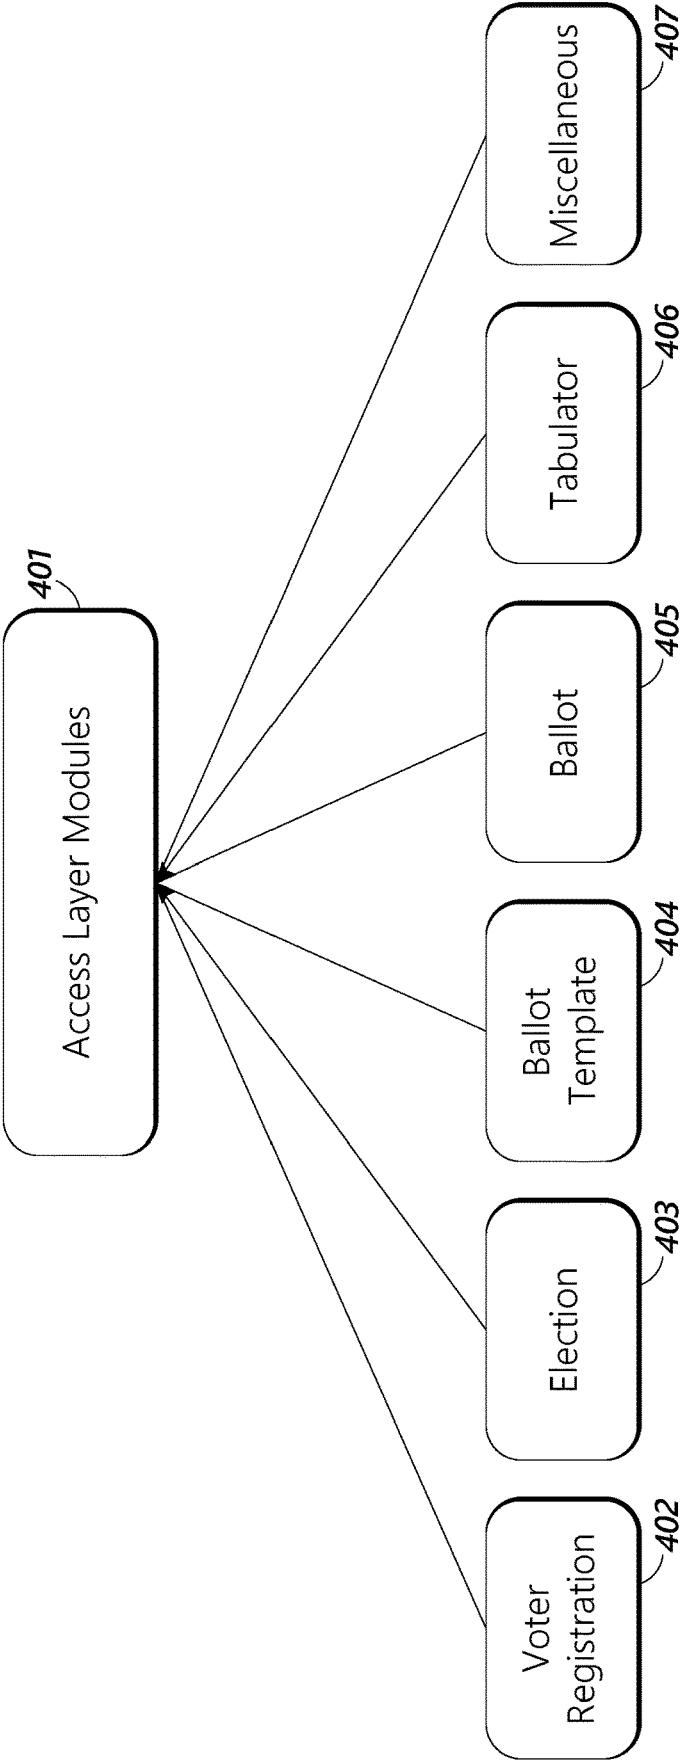 401
Access Layer Modules
Voter
Registration
402
Election
403
Ballot
Template
404
Ballot
405
Tabulator
406
Miscellaneous
407